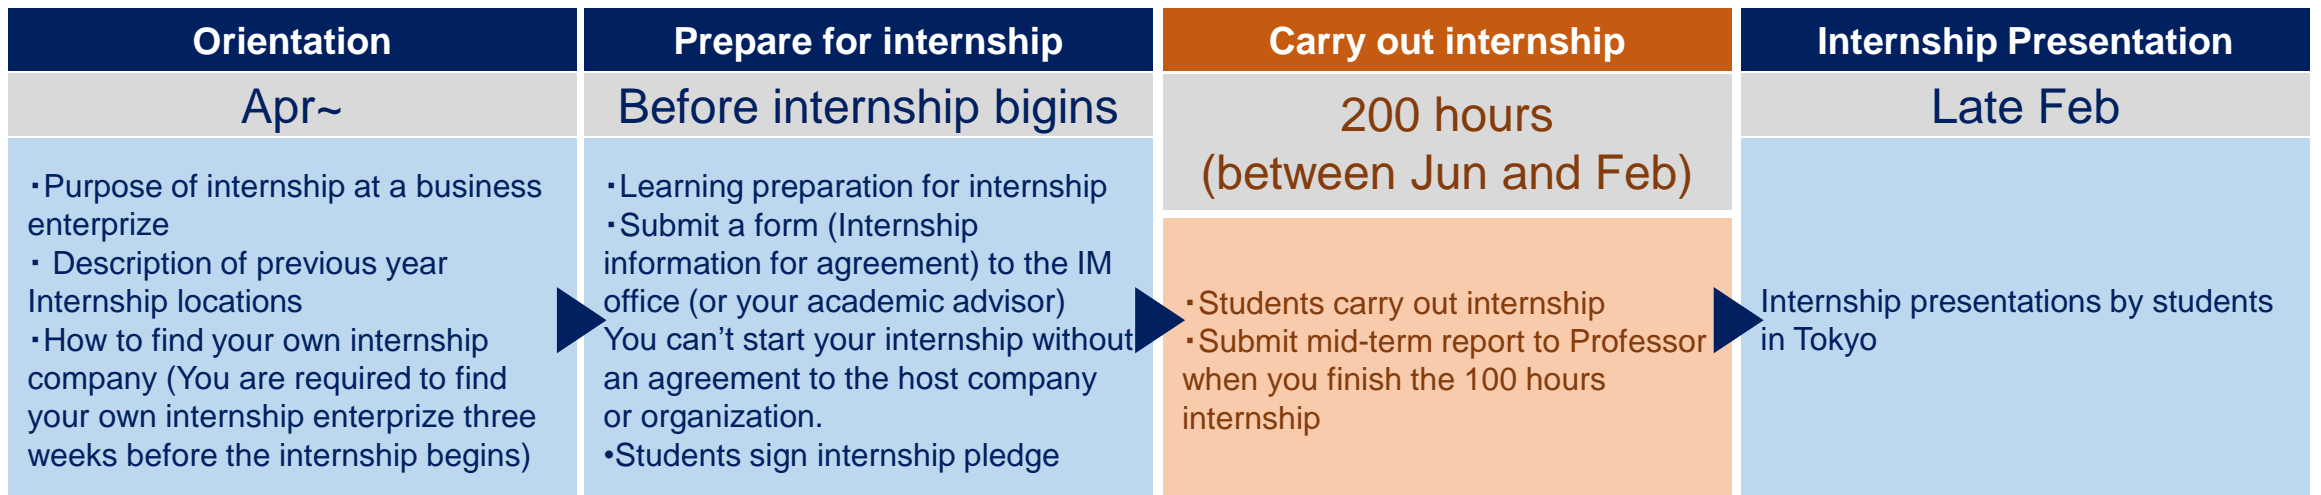 Orientation
Apr~
・Purpose of internship at a business
enterprize
・ Description of previous year
Internship locations
・How to find your own internship
company (You are required to find
your own internship enterprize three
weeks before the internship begins)
Prepare for internship
Before internship bigins
・Learning preparation for internship
・Submit a form (Internship
information for agreement) to the IM
office (or your academic advisor)
You can’t start your internship without
an agreement to the host company
or organization.
•Students sign internship pledge
Carry out internship
200 hours
(between Jun and Feb)
・Students carry out internship
・Submit mid-term report to Professor
when you finish the 100 hours
internship
Internship Presentation
Late Feb
Internship presentations by students
in Tokyo